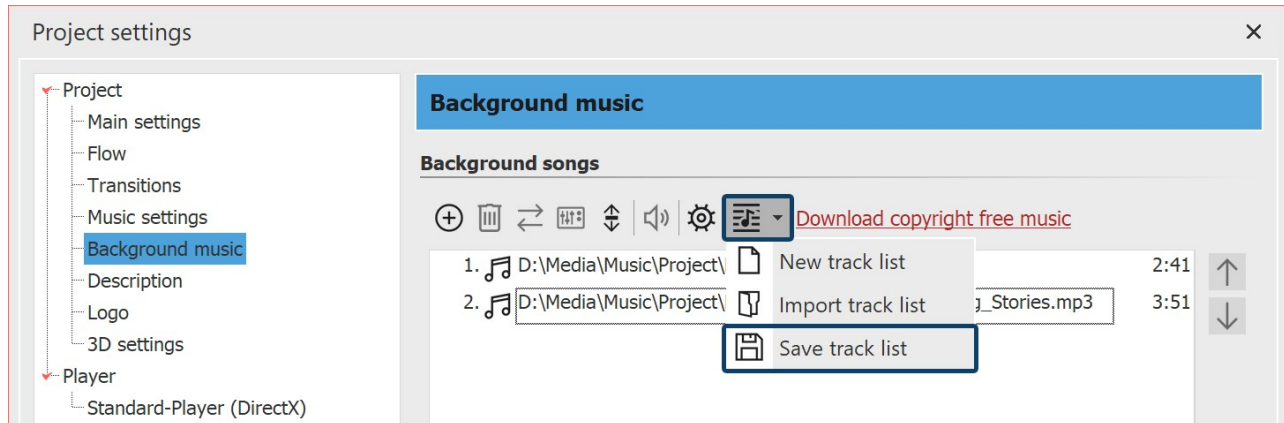 Project settings
Project
Main settings
Flow
Transitions
Music settings
Background music
Description
Logo
3D settings
Player
Standard-Player (DirectX)
Background music
Background songs
Download copyright free music
1. D:\Media\Music\Project\ 2:41
2. D:\Media\Music\Project\ g_Stories.mp3 3:51
New track list
Import track list
Save track list